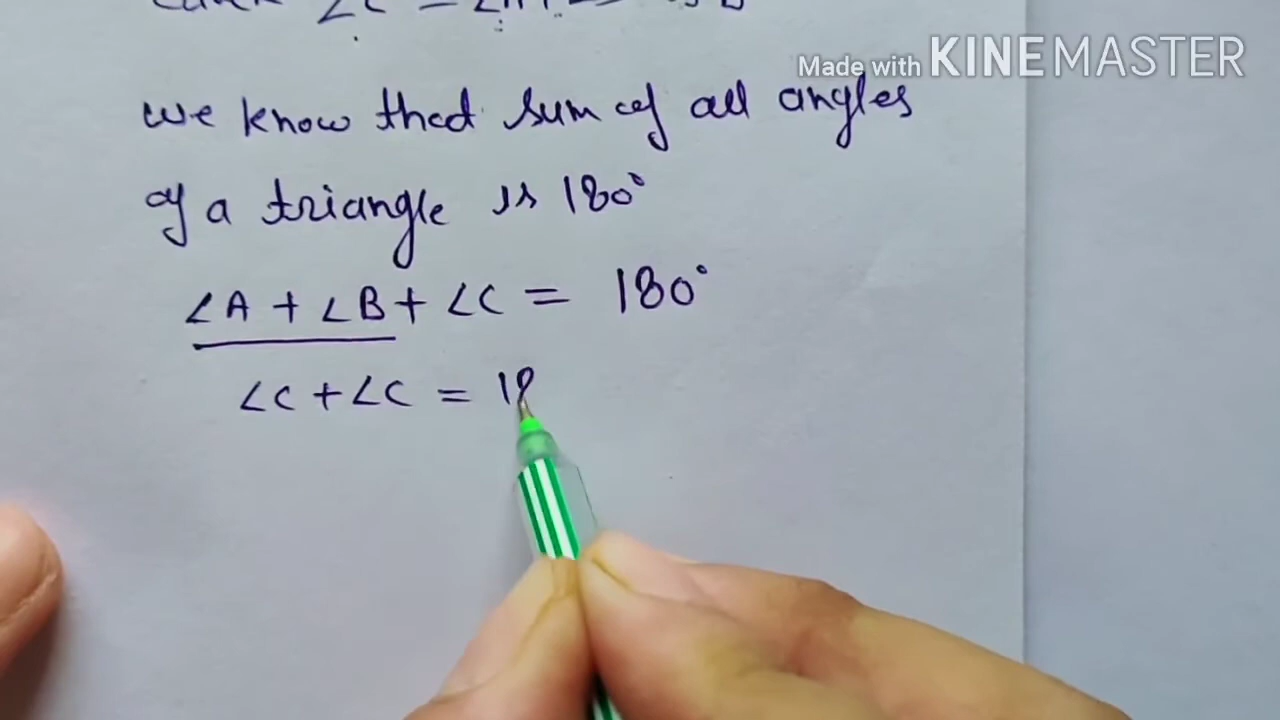 Made with KINEMASTER
we know that sum of all angles
of a triangle is 180°
∠A + ∠B + ∠C = 180°
∠C + ∠C = 18